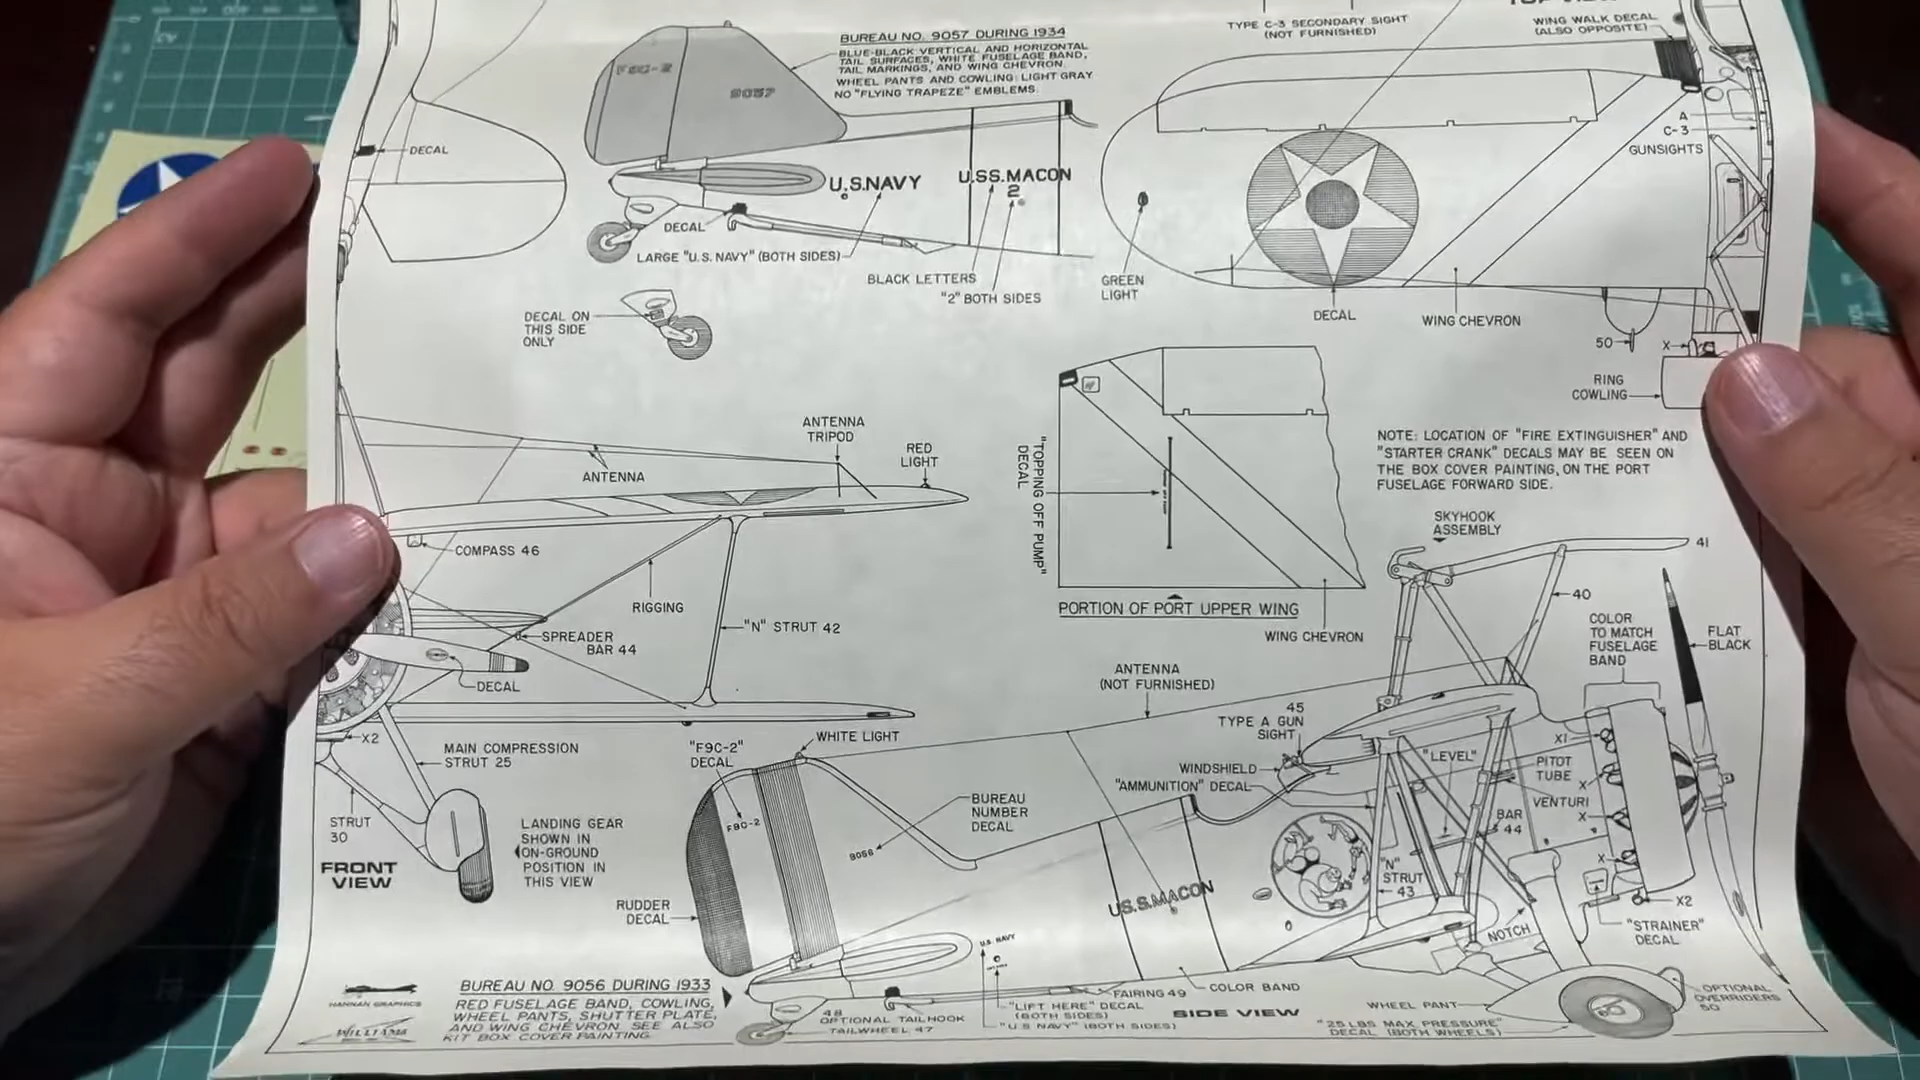 TYPE C-3 SECONDARY SIGHT
(NOT FURNISHED)
WING WALK DECAL
(ALSO OPPOSITE)
BUREAU NO. 9057 DURING 1934
BLUE-BLACK VERTICAL AND HORIZONTAL
TAIL SURFACES, WHITE FUSELAGE BAND,
TAIL MARKINGS, AND WING CHEVRON.
WHEEL PANTS AND COWLING: LIGHT GRAY
NO "FLYING TRAPEZE" EMBLEMS.
F9C-2
9057
DECAL
A
C-3
GUNSIGHTS
U.S.NAVY
U.S.S.MACON
2
DECAL
LARGE "U.S. NAVY" (BOTH SIDES)
BLACK LETTERS
"2" BOTH SIDES
GREEN
LIGHT
DECAL
WING CHEVRON
DECAL ON
THIS SIDE
ONLY
50
X
RING
COWLING
ANTENNA
TRIPOD
RED
LIGHT
ANTENNA
"TOPPING OFF PUMP"
DECAL
NOTE: LOCATION OF "FIRE EXTINGUISHER" AND
"STARTER CRANK" DECALS MAY BE SEEN ON
THE BOX COVER PAINTING, ON THE PORT
FUSELAGE FORWARD SIDE.
COMPASS 46
RIGGING
"N" STRUT 42
SPREADER
BAR 44
DECAL
PORTION OF PORT UPPER WING
WING CHEVRON
SKYHOOK
ASSEMBLY
41
40
COLOR
TO MATCH
FUSELAGE
BAND
FLAT
BLACK
ANTENNA
(NOT FURNISHED)
45
TYPE A GUN
SIGHT
X2
MAIN COMPRESSION
STRUT 25
"F9C-2"
DECAL
WHITE LIGHT
WINDSHIELD
"AMMUNITION" DECAL
"LEVEL"
X1
PITOT
TUBE
X
VENTURI
X
BAR
44
X
BUREAU
NUMBER
DECAL
F9C-2
9056
STRUT
30
FRONT
VIEW
LANDING GEAR
SHOWN IN
ON-GROUND
POSITION IN
THIS VIEW
"N"
STRUT
43
U.S.S.MACON
X2
"STRAINER"
DECAL
NOTCH
RUDDER
DECAL
U.S. NAVY
BUREAU NO. 9056 DURING 1933
RED FUSELAGE BAND, COWLING,
WHEEL PANTS, SHUTTER PLATE,
AND WING CHEVRON. SEE ALSO
KIT BOX COVER PAINTING.
HANNAN GRAPHICS
WILLIAMS
48
OPTIONAL TAILHOOK
TAILWHEEL 47
FAIRING 49
COLOR BAND
"LIFT HERE" DECAL
(BOTH SIDES)
"U.S NAVY" (BOTH SIDES)
SIDE VIEW
WHEEL PANT
"25 LBS MAX PRESSURE"
DECAL (BOTH WHEELS)
OPTIONAL
OVERRIDERS
50